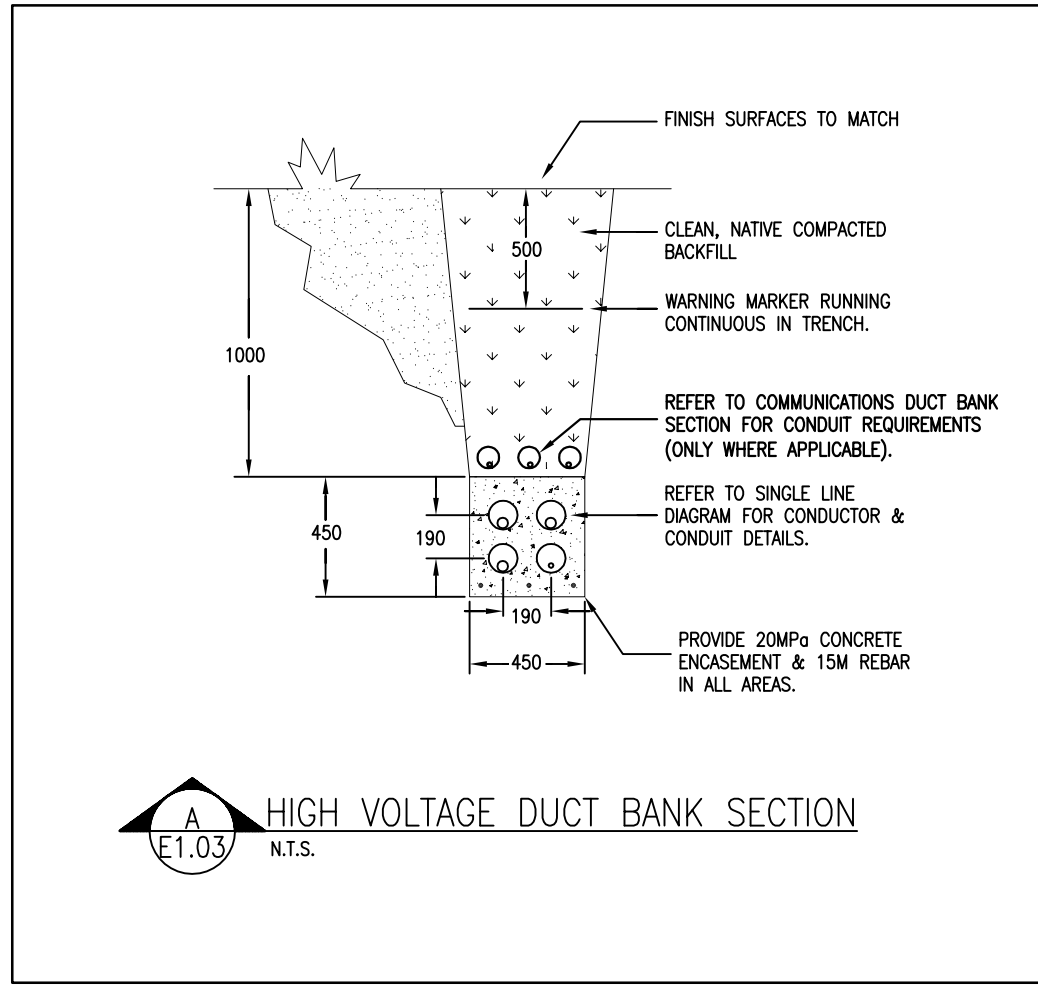 FINISH SURFACES TO MATCH
CLEAN, NATIVE COMPACTED
BACKFILL
500
WARNING MARKER RUNNING
CONTINUOUS IN TRENCH.
1000
REFER TO COMMUNICATIONS DUCT BANK
SECTION FOR CONDUIT REQUIREMENTS
(ONLY WHERE APPLICABLE).
REFER TO SINGLE LINE
DIAGRAM FOR CONDUCTOR &
CONDUIT DETAILS.
450
190
190
450
PROVIDE 20MPa CONCRETE
ENCASEMENT & 15M REBAR
IN ALL AREAS.
A
E1.03
HIGH VOLTAGE DUCT BANK SECTION
N.T.S.